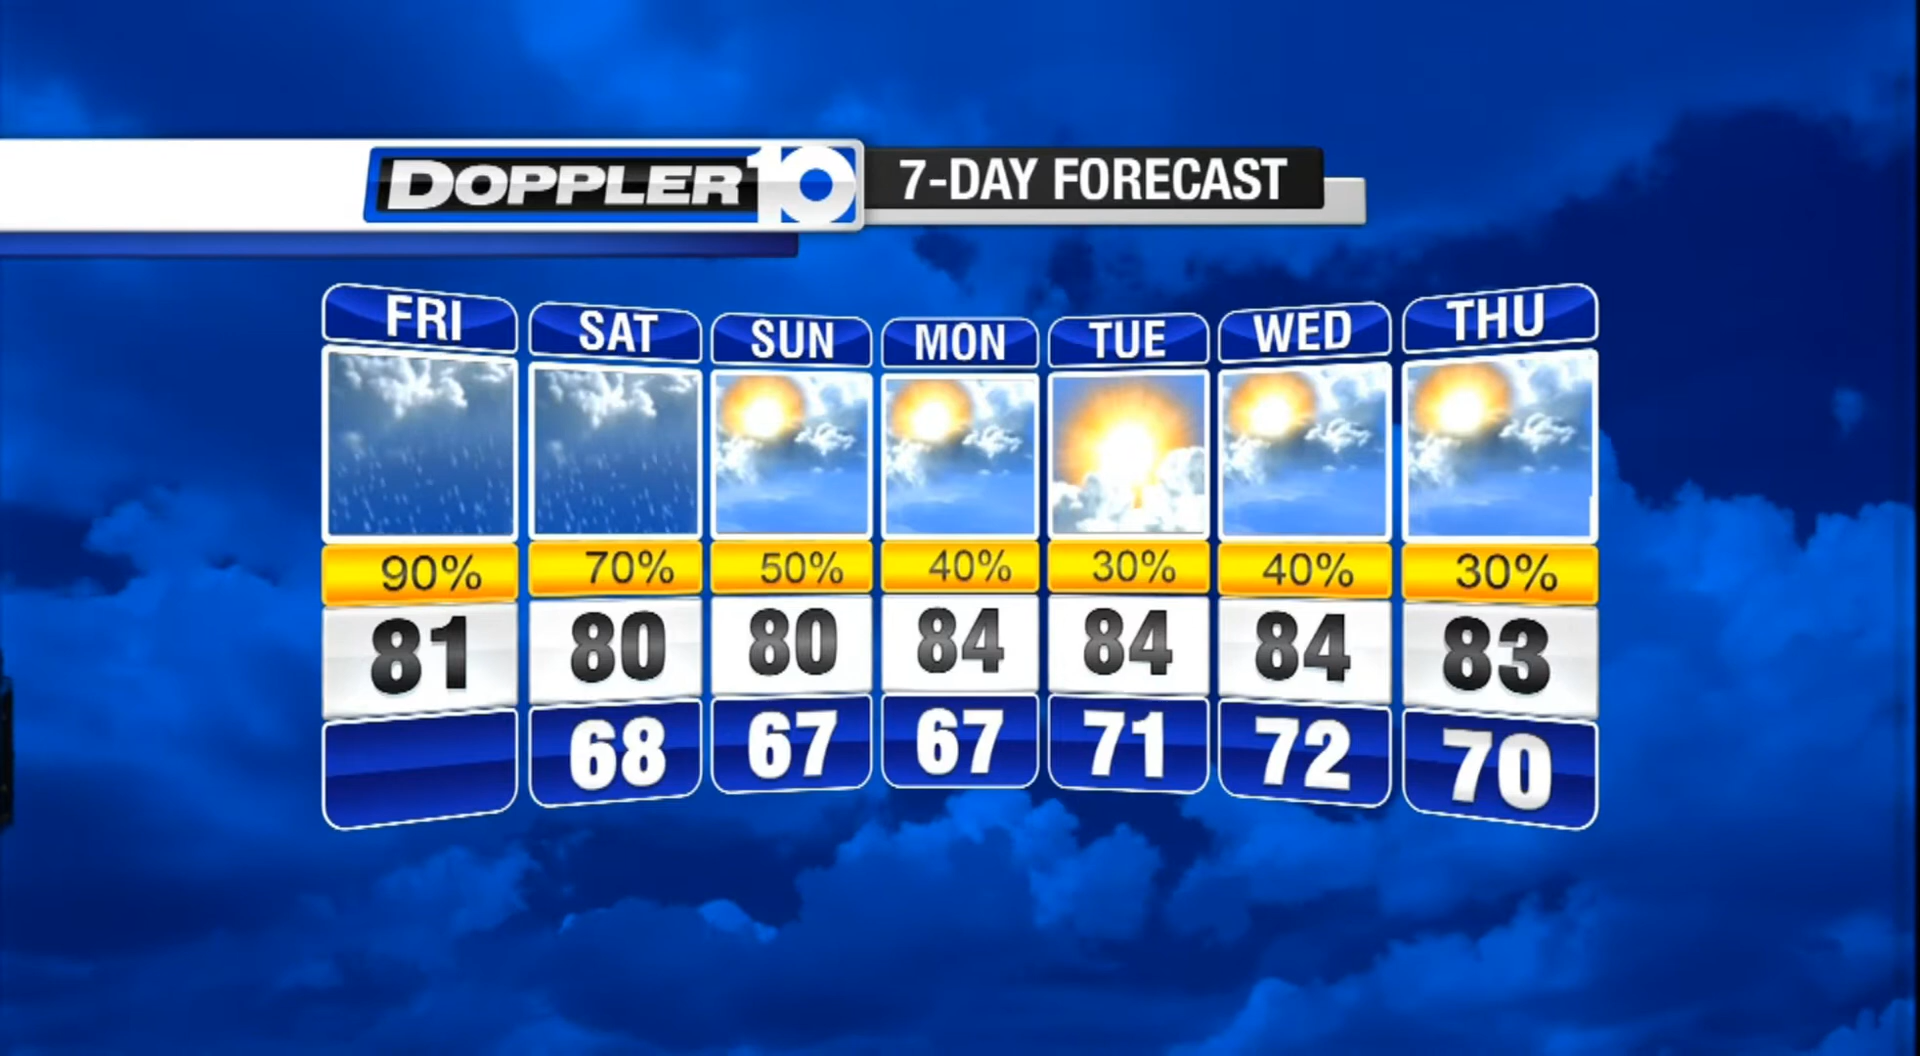 DOPPLER 10 7-DAY FORECAST
FRI SAT SUN MON TUE WED THU
90% 70% 50% 40% 30% 40% 30%
81 80 80 84 84 84 83
68 67 67 71 72 70